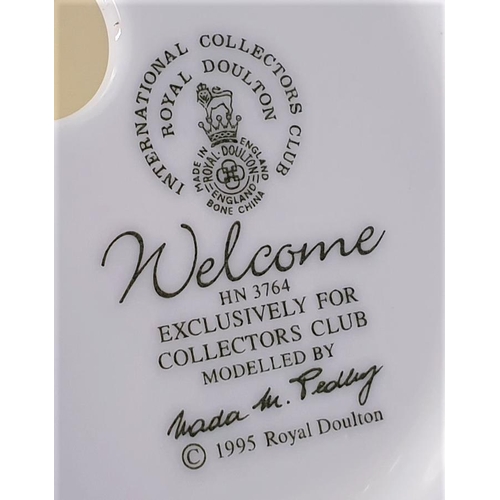 INTERNATIONAL COLLECTORS CLUB
ROYAL DOULTON
MADE IN ENGLAND
ROYAL·DOULTON
ENGLAND
BONE CHINA
Welcome
HN 3764
EXCLUSIVELY FOR
COLLECTORS CLUB
MODELLED BY
Nada M. Pedley
© 1995 Royal Doulton